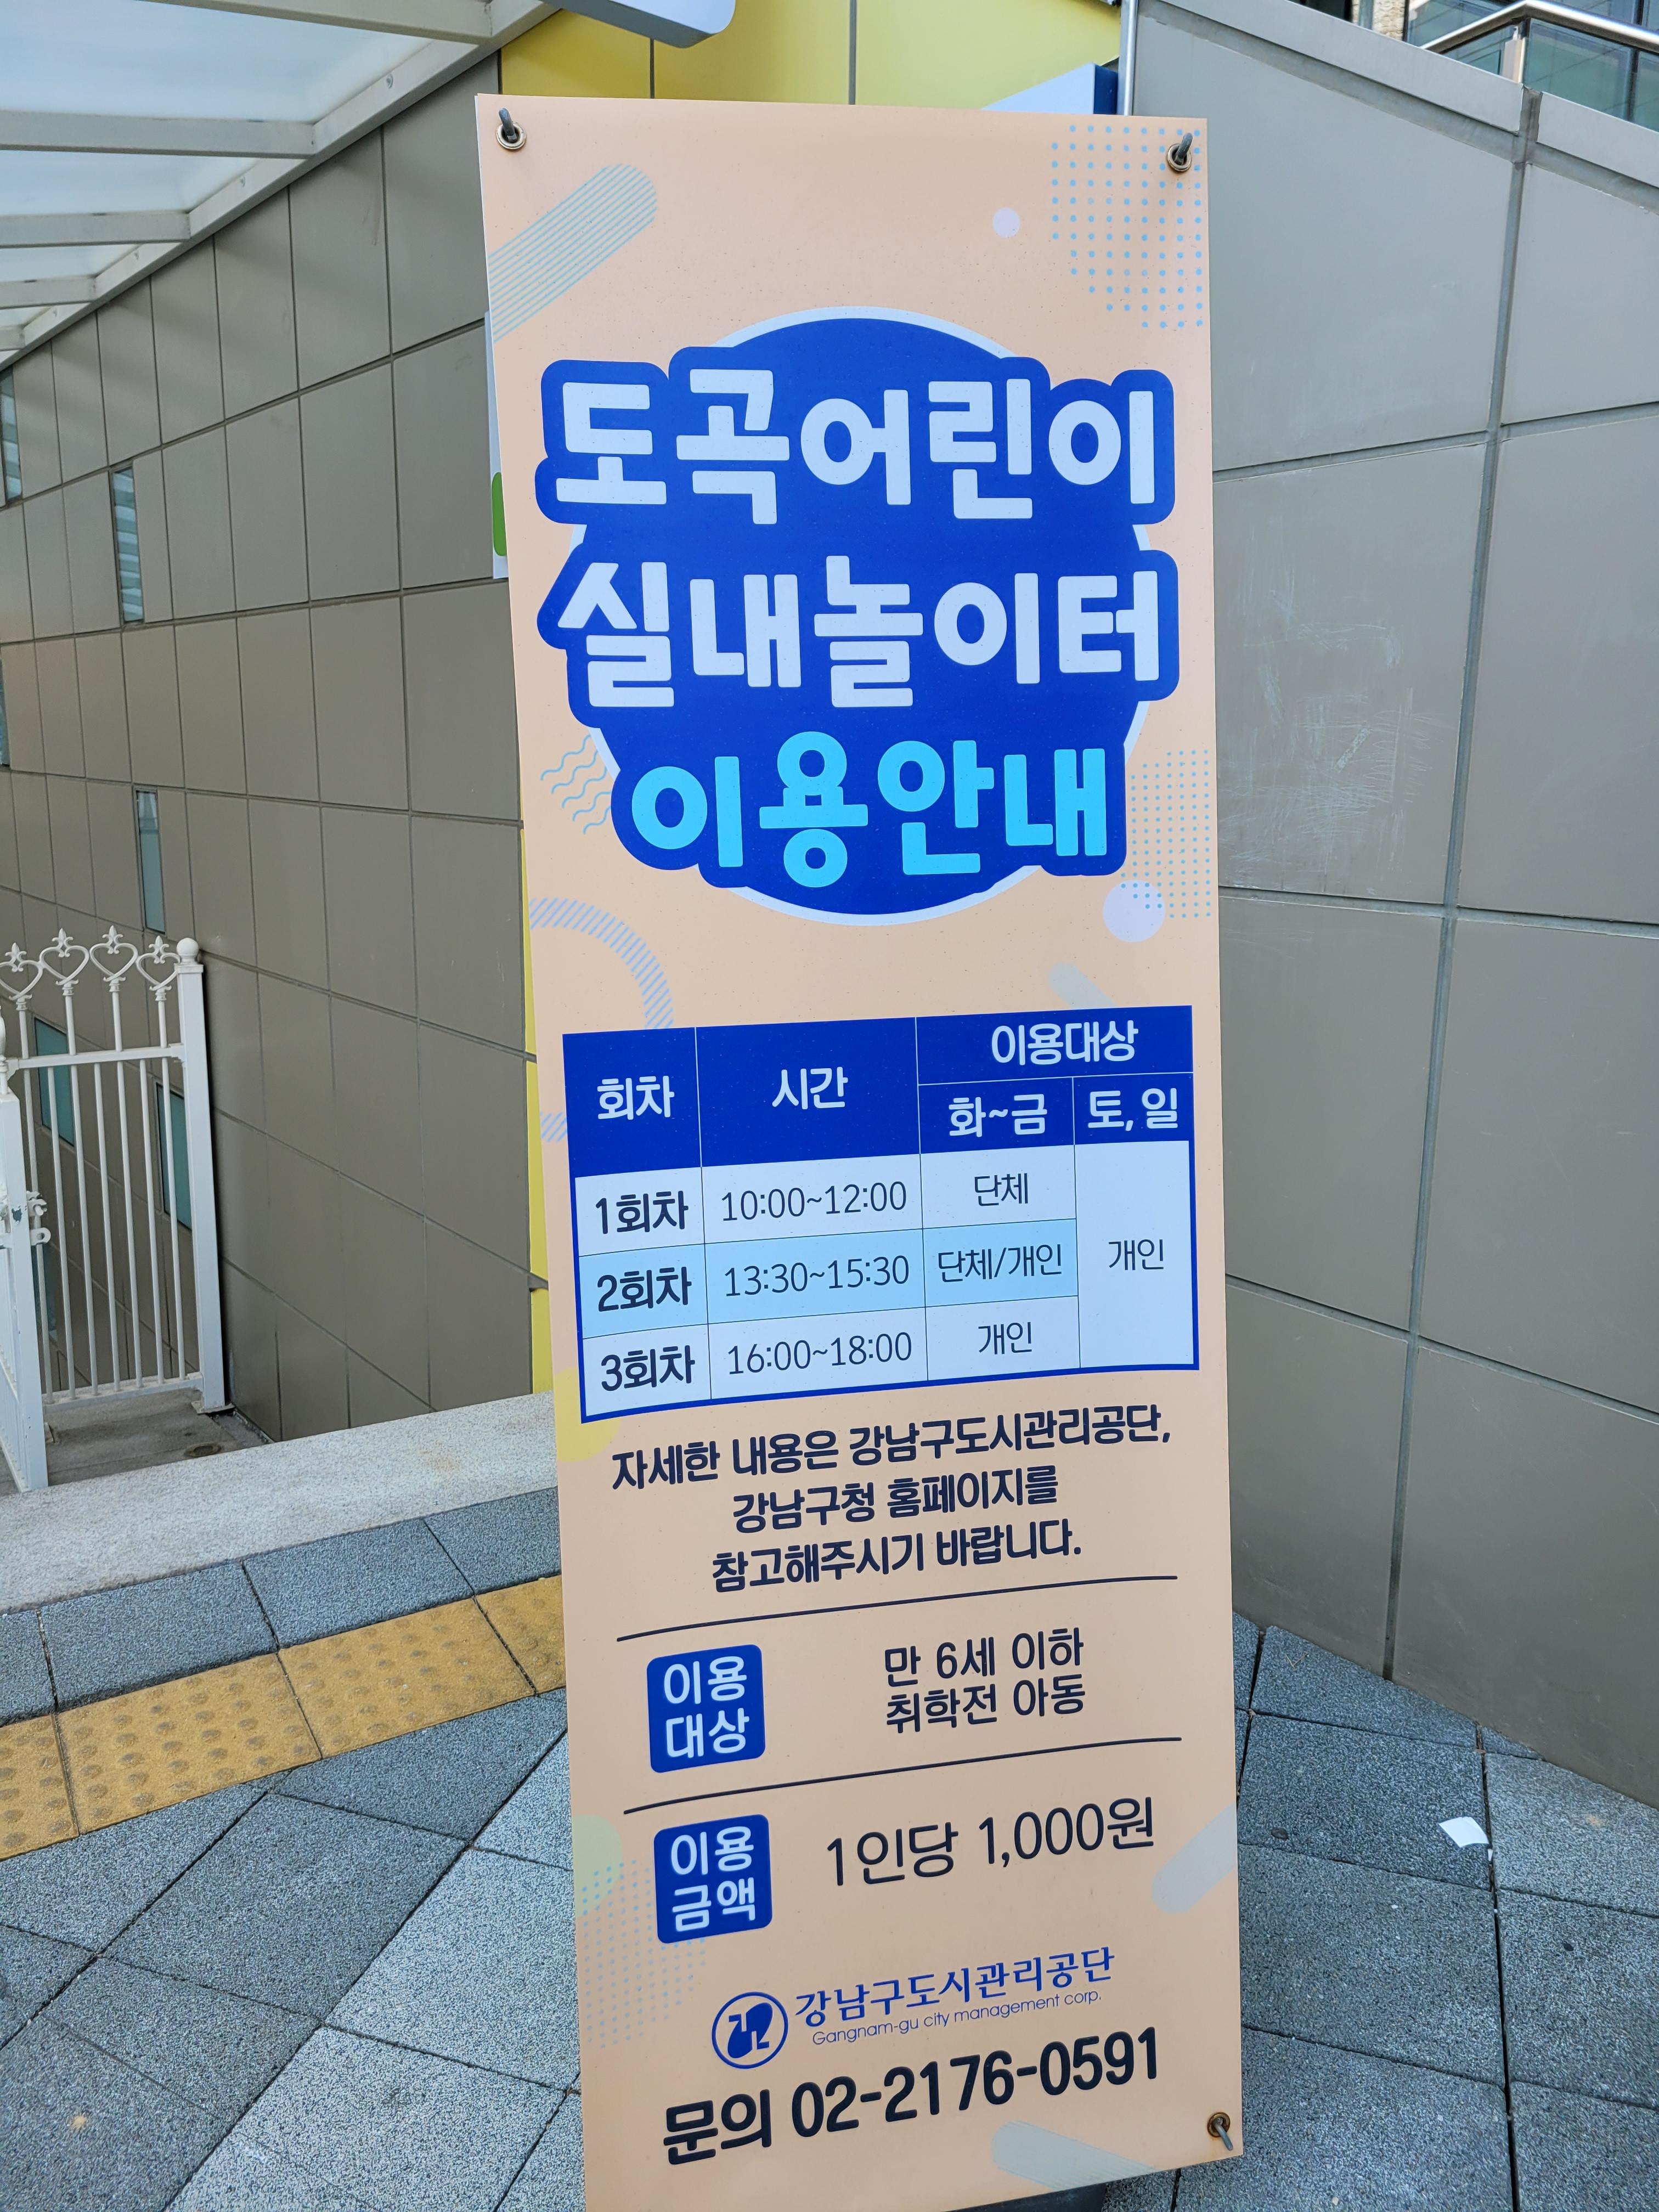 도곡어린이
실내놀이터
이용안내
회차 시간 이용대상
화~금 토, 일
1회차 10:00~12:00 단체
2회차 13:30~15:30 단체/개인 개인
3회차 16:00~18:00 개인
자세한 내용은 강남구도시관리공단,
강남구청 홈페이지를
참고해주시기 바랍니다.
이용
대상
만 6세 이하
취학전 아동
이용
금액
1인당 1,000원
강남구도시관리공단
Gangnam-gu city management corp.
문의 02-2176-0591